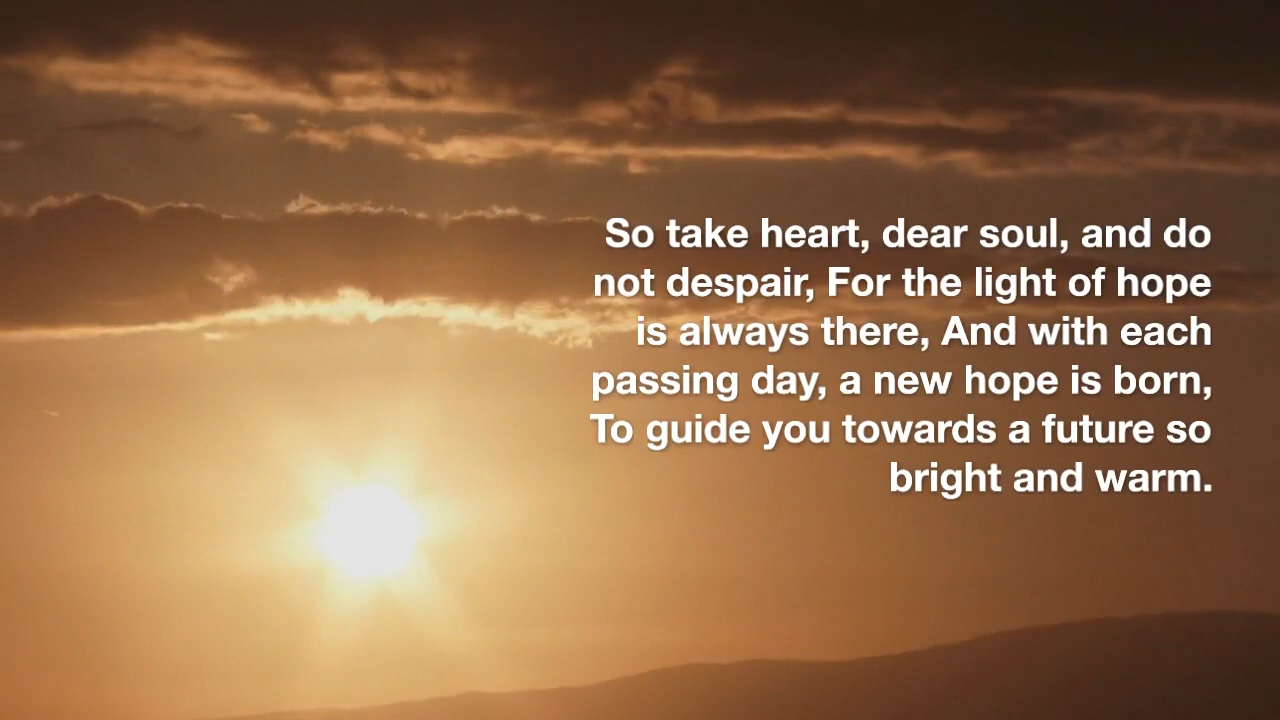 So take heart, dear soul, and do
not despair, For the light of hope
is always there, And with each
passing day, a new hope is born,
To guide you towards a future so
bright and warm.